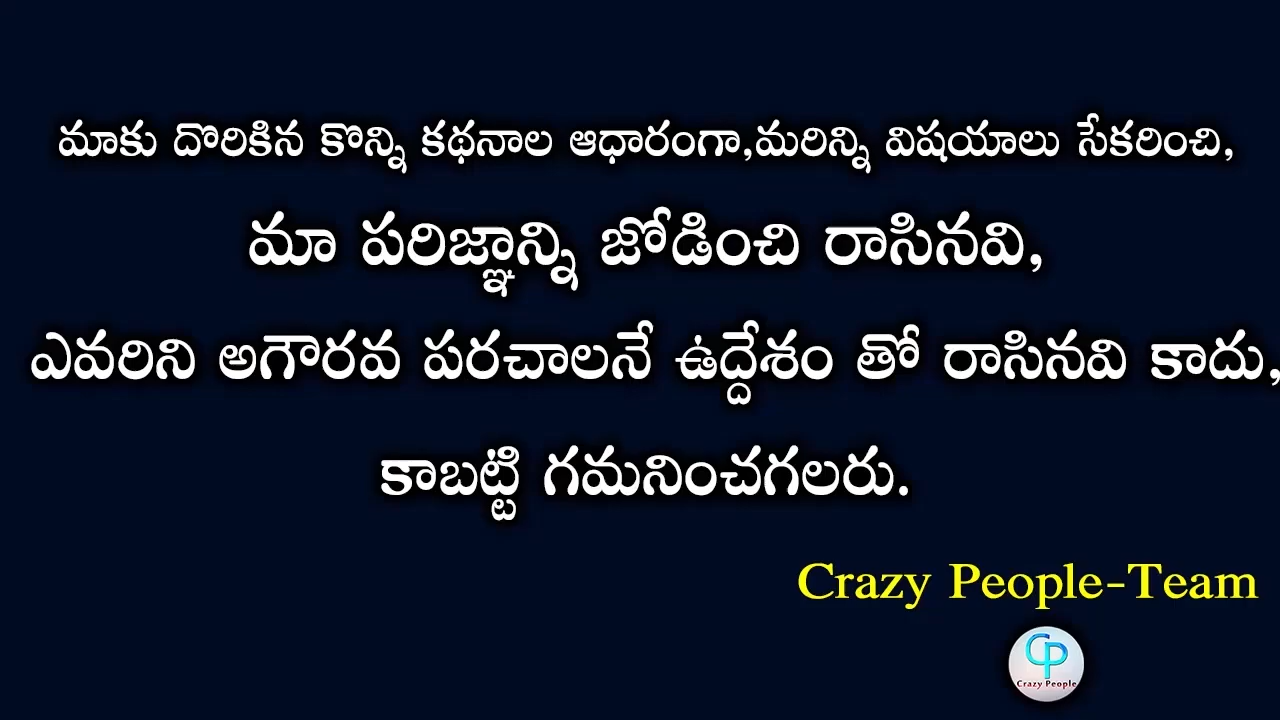 మాకు దొరికిన కొన్ని కథనాల ఆధారంగా,మరిన్ని విషయాలు సేకరించి,
మా పరిజ్ఞాన్ని జోడించి రాసినవి,
ఎవరిని అగౌరవ పరచాలనే ఉద్దేశం తో రాసినవి కాదు,
కాబట్టి గమనించగలరు.
Crazy People-Team
CP
Crazy People